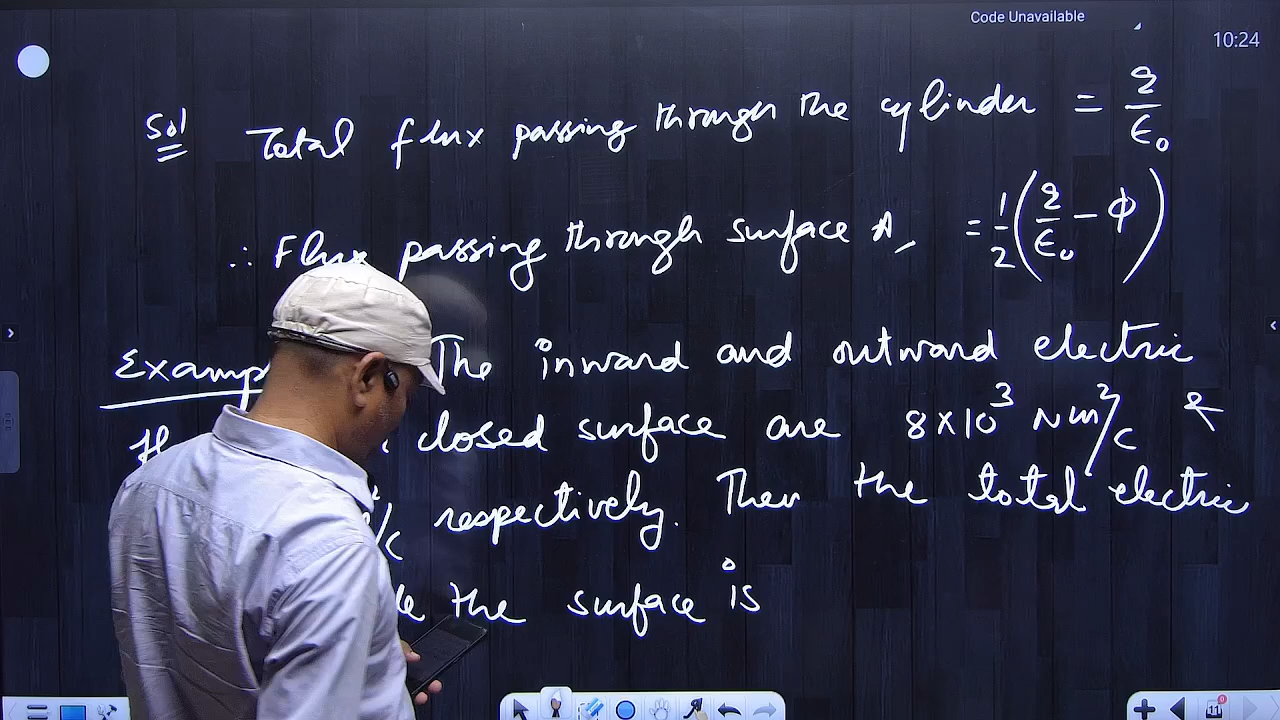 Code Unavailable
10:24
Sol Total flux passing through the cylinder = q/ε₀
∴ Flux passing through surface A, = 1/2 (q/ε₀ - φ)
The inward and outward electric
closed surface are 8×10³ Nm²/C &
/C respectively. Then the total electric
the surface is